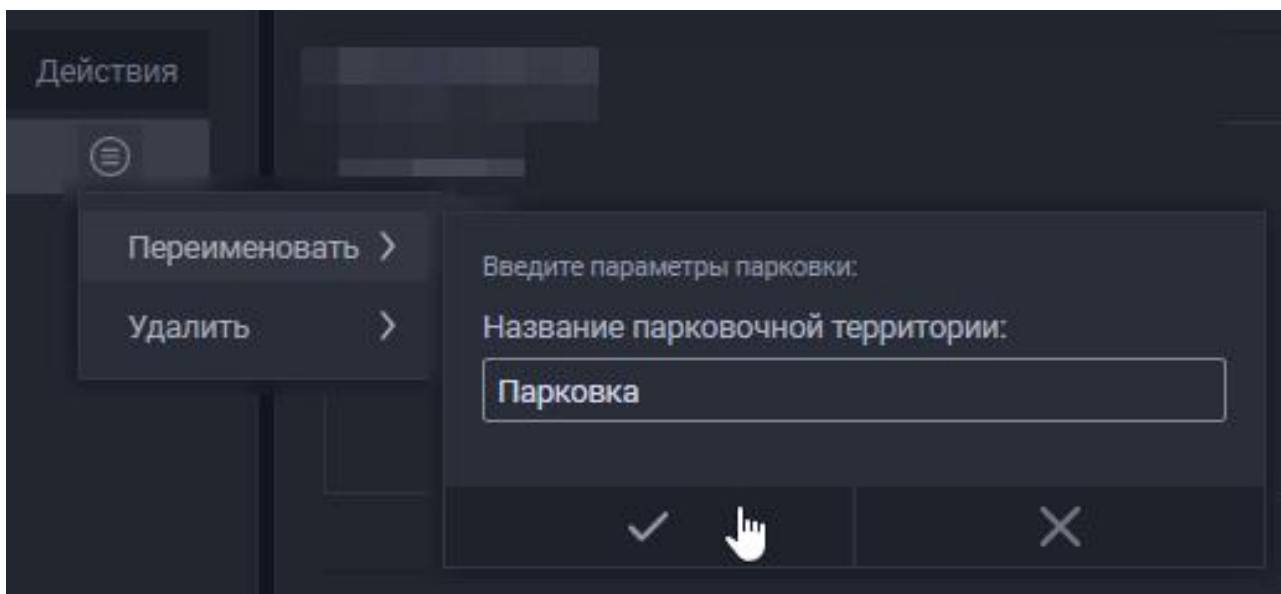 Действия
Переименовать
Удалить
Введите параметры парковки:
Название парковочной территории:
Парковка